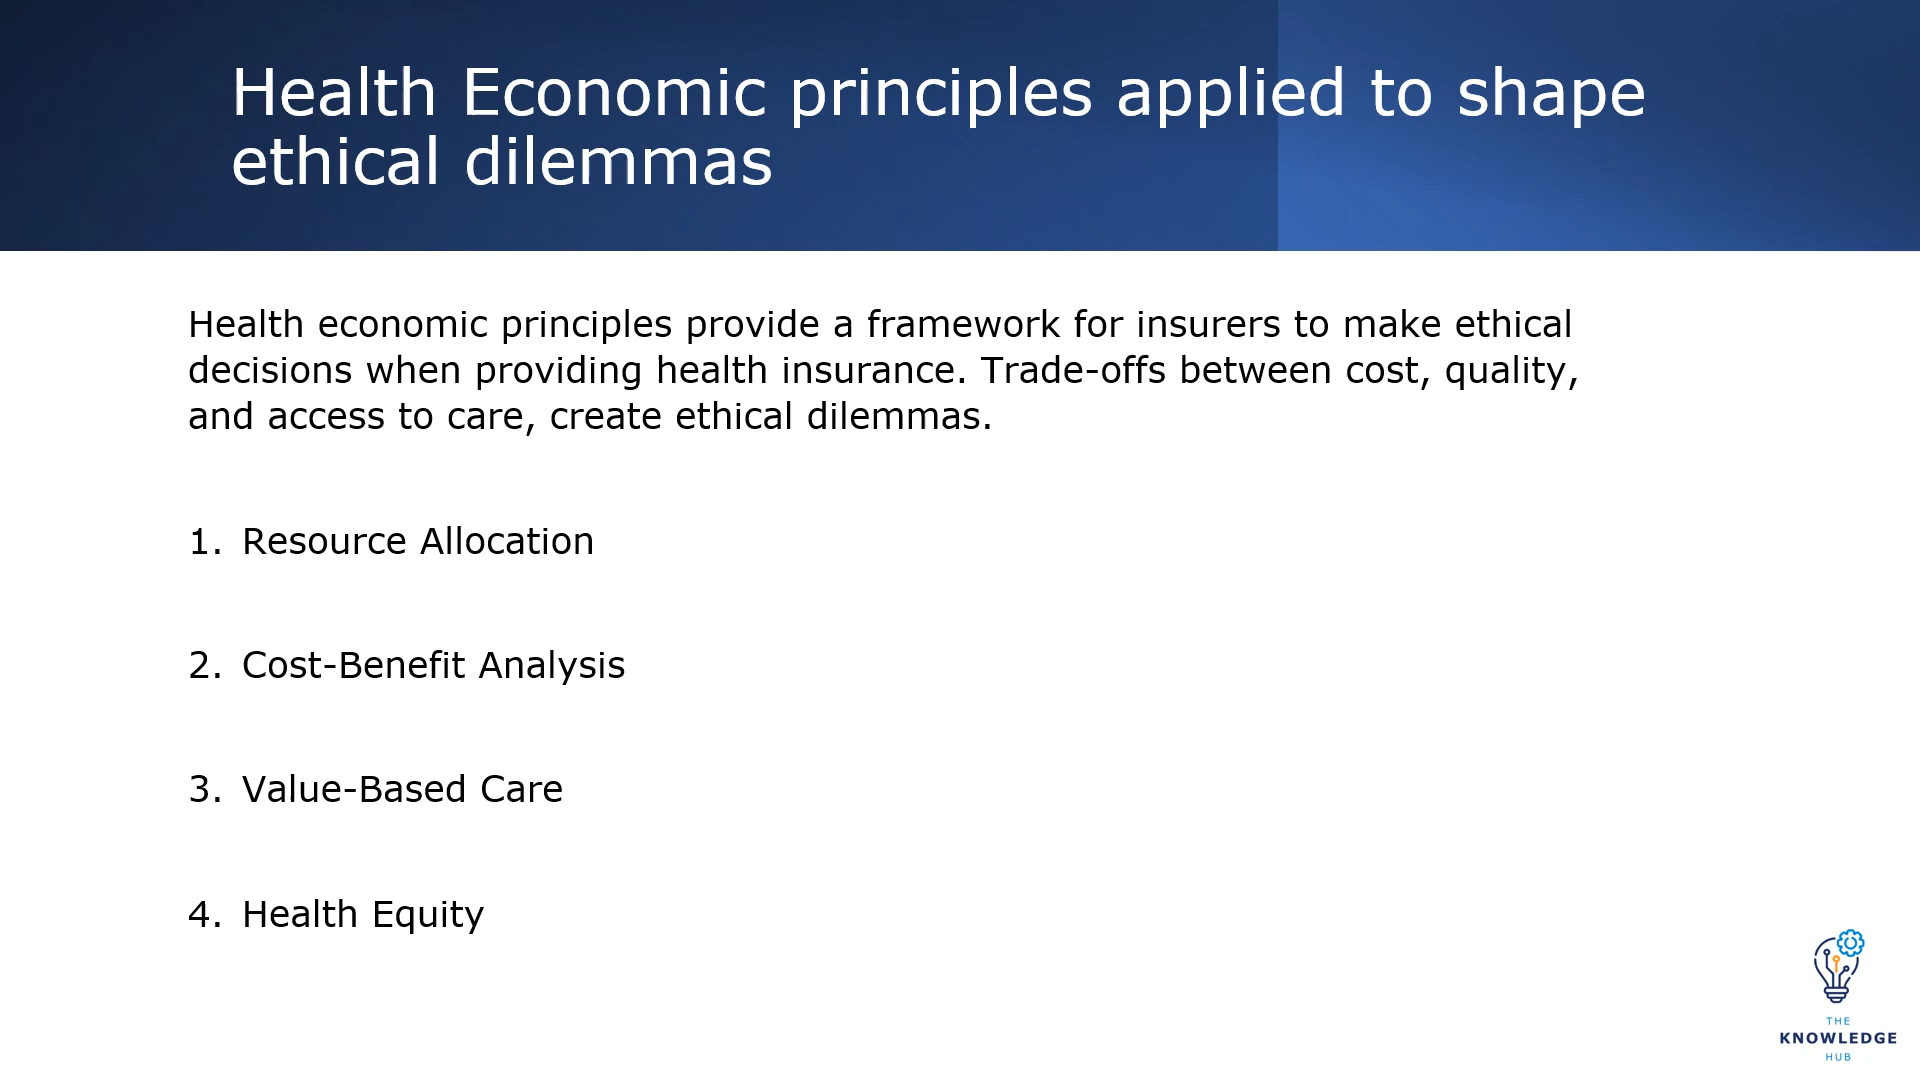 Health Economic principles applied to shape
ethical dilemmas
Health economic principles provide a framework for insurers to make ethical
decisions when providing health insurance. Trade-offs between cost, quality,
and access to care, create ethical dilemmas.
1. Resource Allocation
2. Cost-Benefit Analysis
3. Value-Based Care
4. Health Equity
THE
KNOWLEDGE
HUB